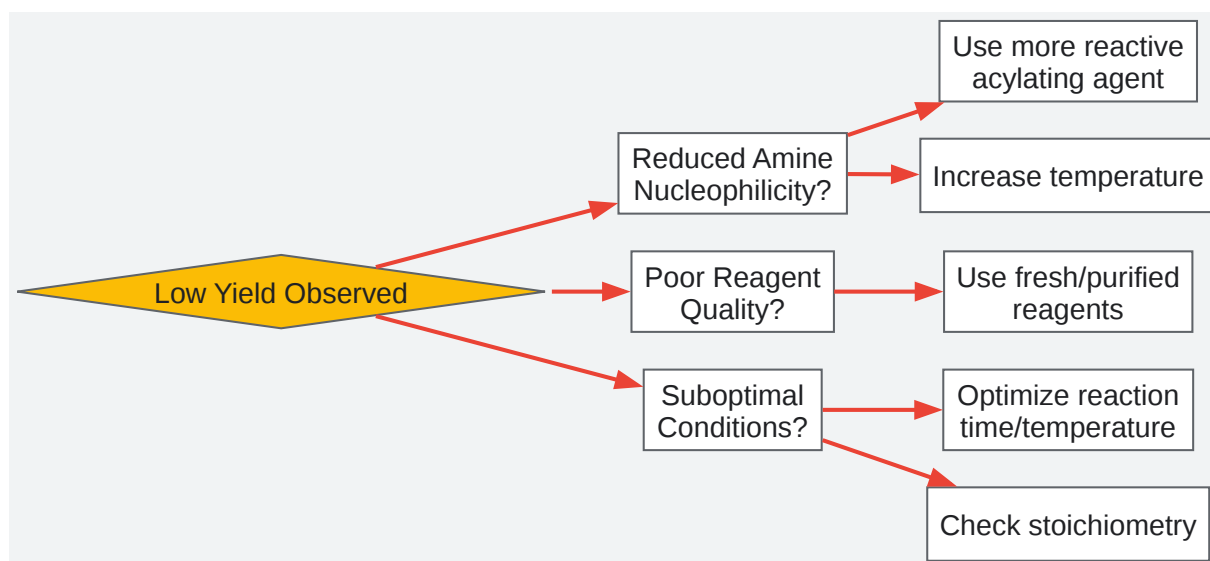 Low Yield Observed
Reduced Amine
Nucleophilicity?
Use more reactive
acylating agent
Increase temperature
Poor Reagent
Quality?
Use fresh/purified
reagents
Suboptimal
Conditions?
Optimize reaction
time/temperature
Check stoichiometry